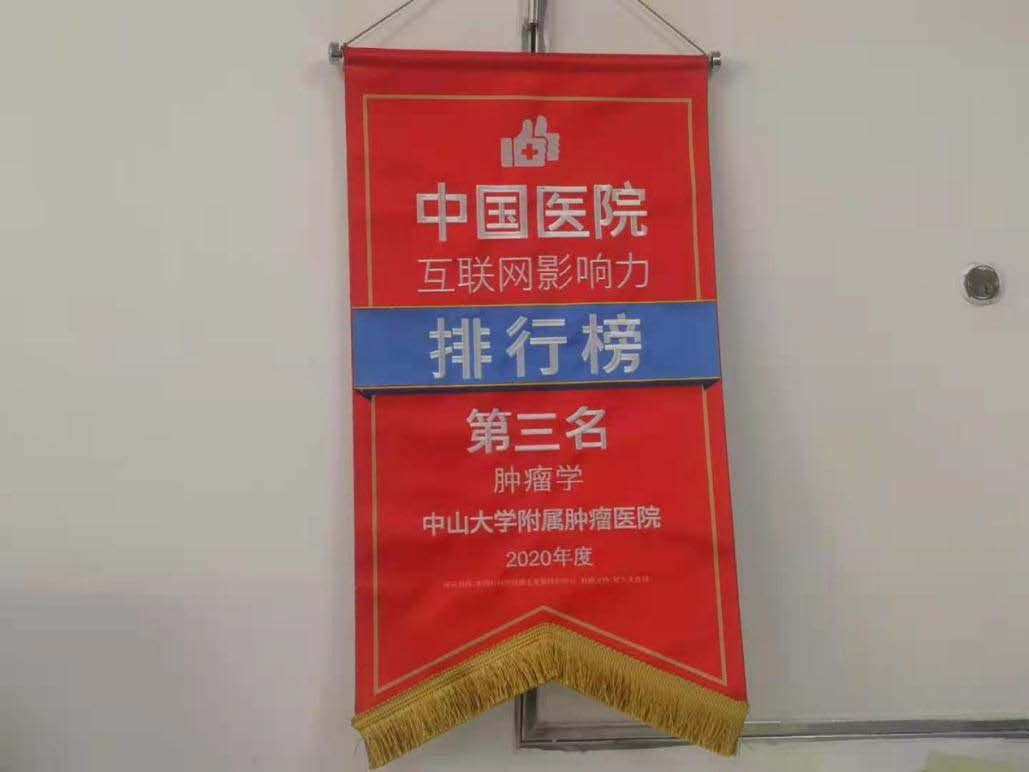 中国医院
互联网影响力
排行榜
第三名
肿瘤学
中山大学附属肿瘤医院
2020年度